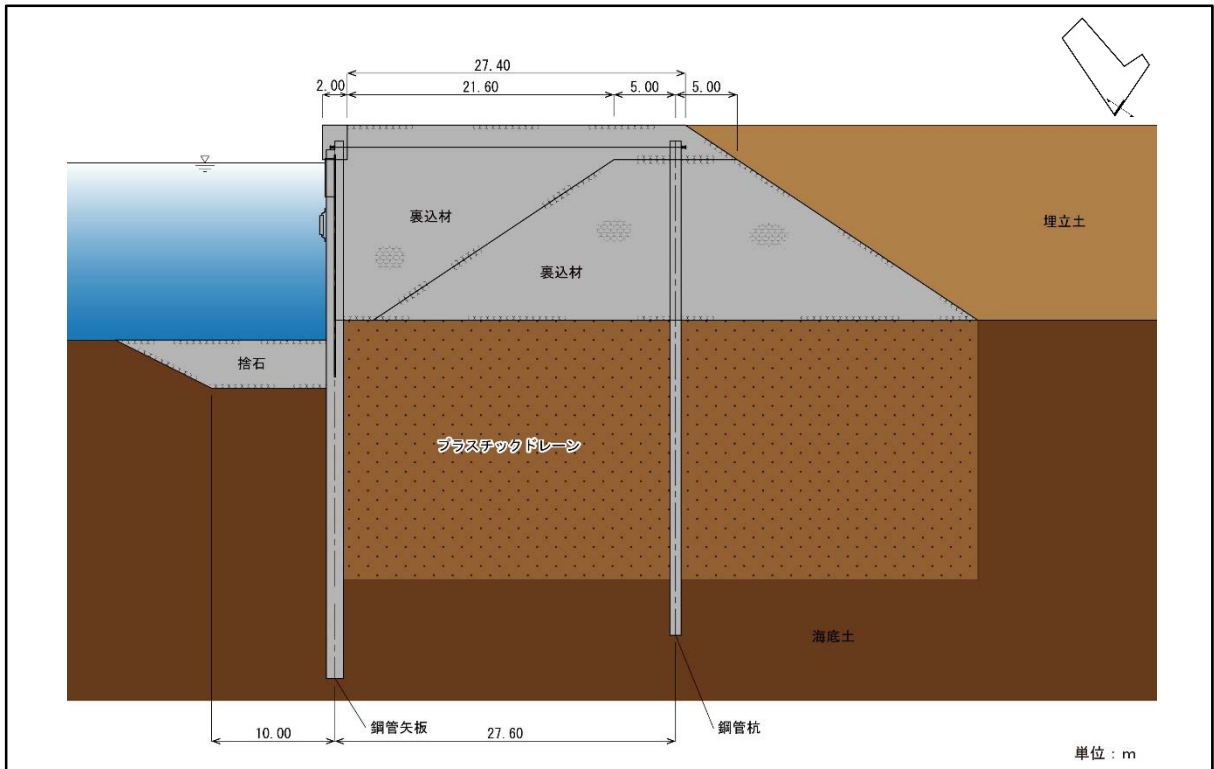 27.40
2.00
21.60
5.00
5.00
裏込材
埋立土
裏込材
捨石
プラスチックドレーン
海底土
鋼管矢板
鋼管杭
10.00
27.60
単位：m